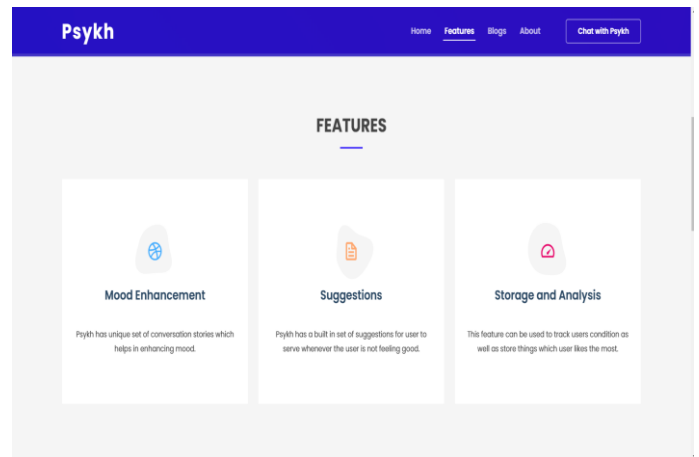 Psykh
Home Features Blogs About Chat with Psykh
FEATURES
Mood Enhancement
Psykh has unique set of conversation stories which
helps in enhancing mood.
Suggestions
Psykh has a built in set of suggestions for user to
serve whenever the user is not feeling good.
Storage and Analysis
This feature can be used to track users condition as
well as store things which user likes the most.